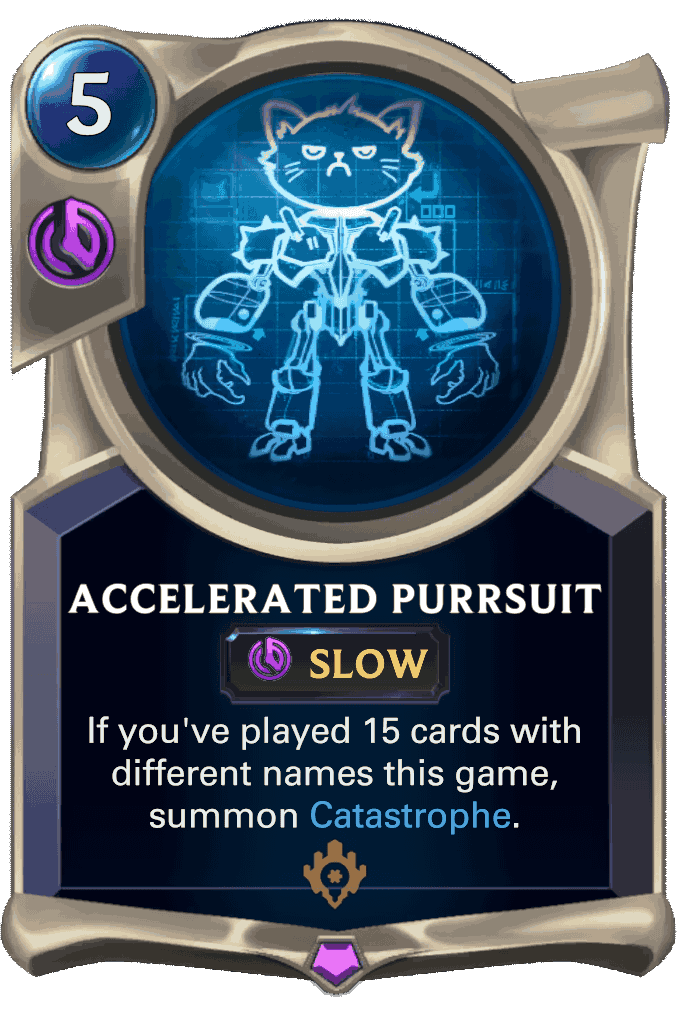 5
ACCELERATED PURRSUIT
SLOW
If you've played 15 cards with
different names this game,
summon Catastrophe.